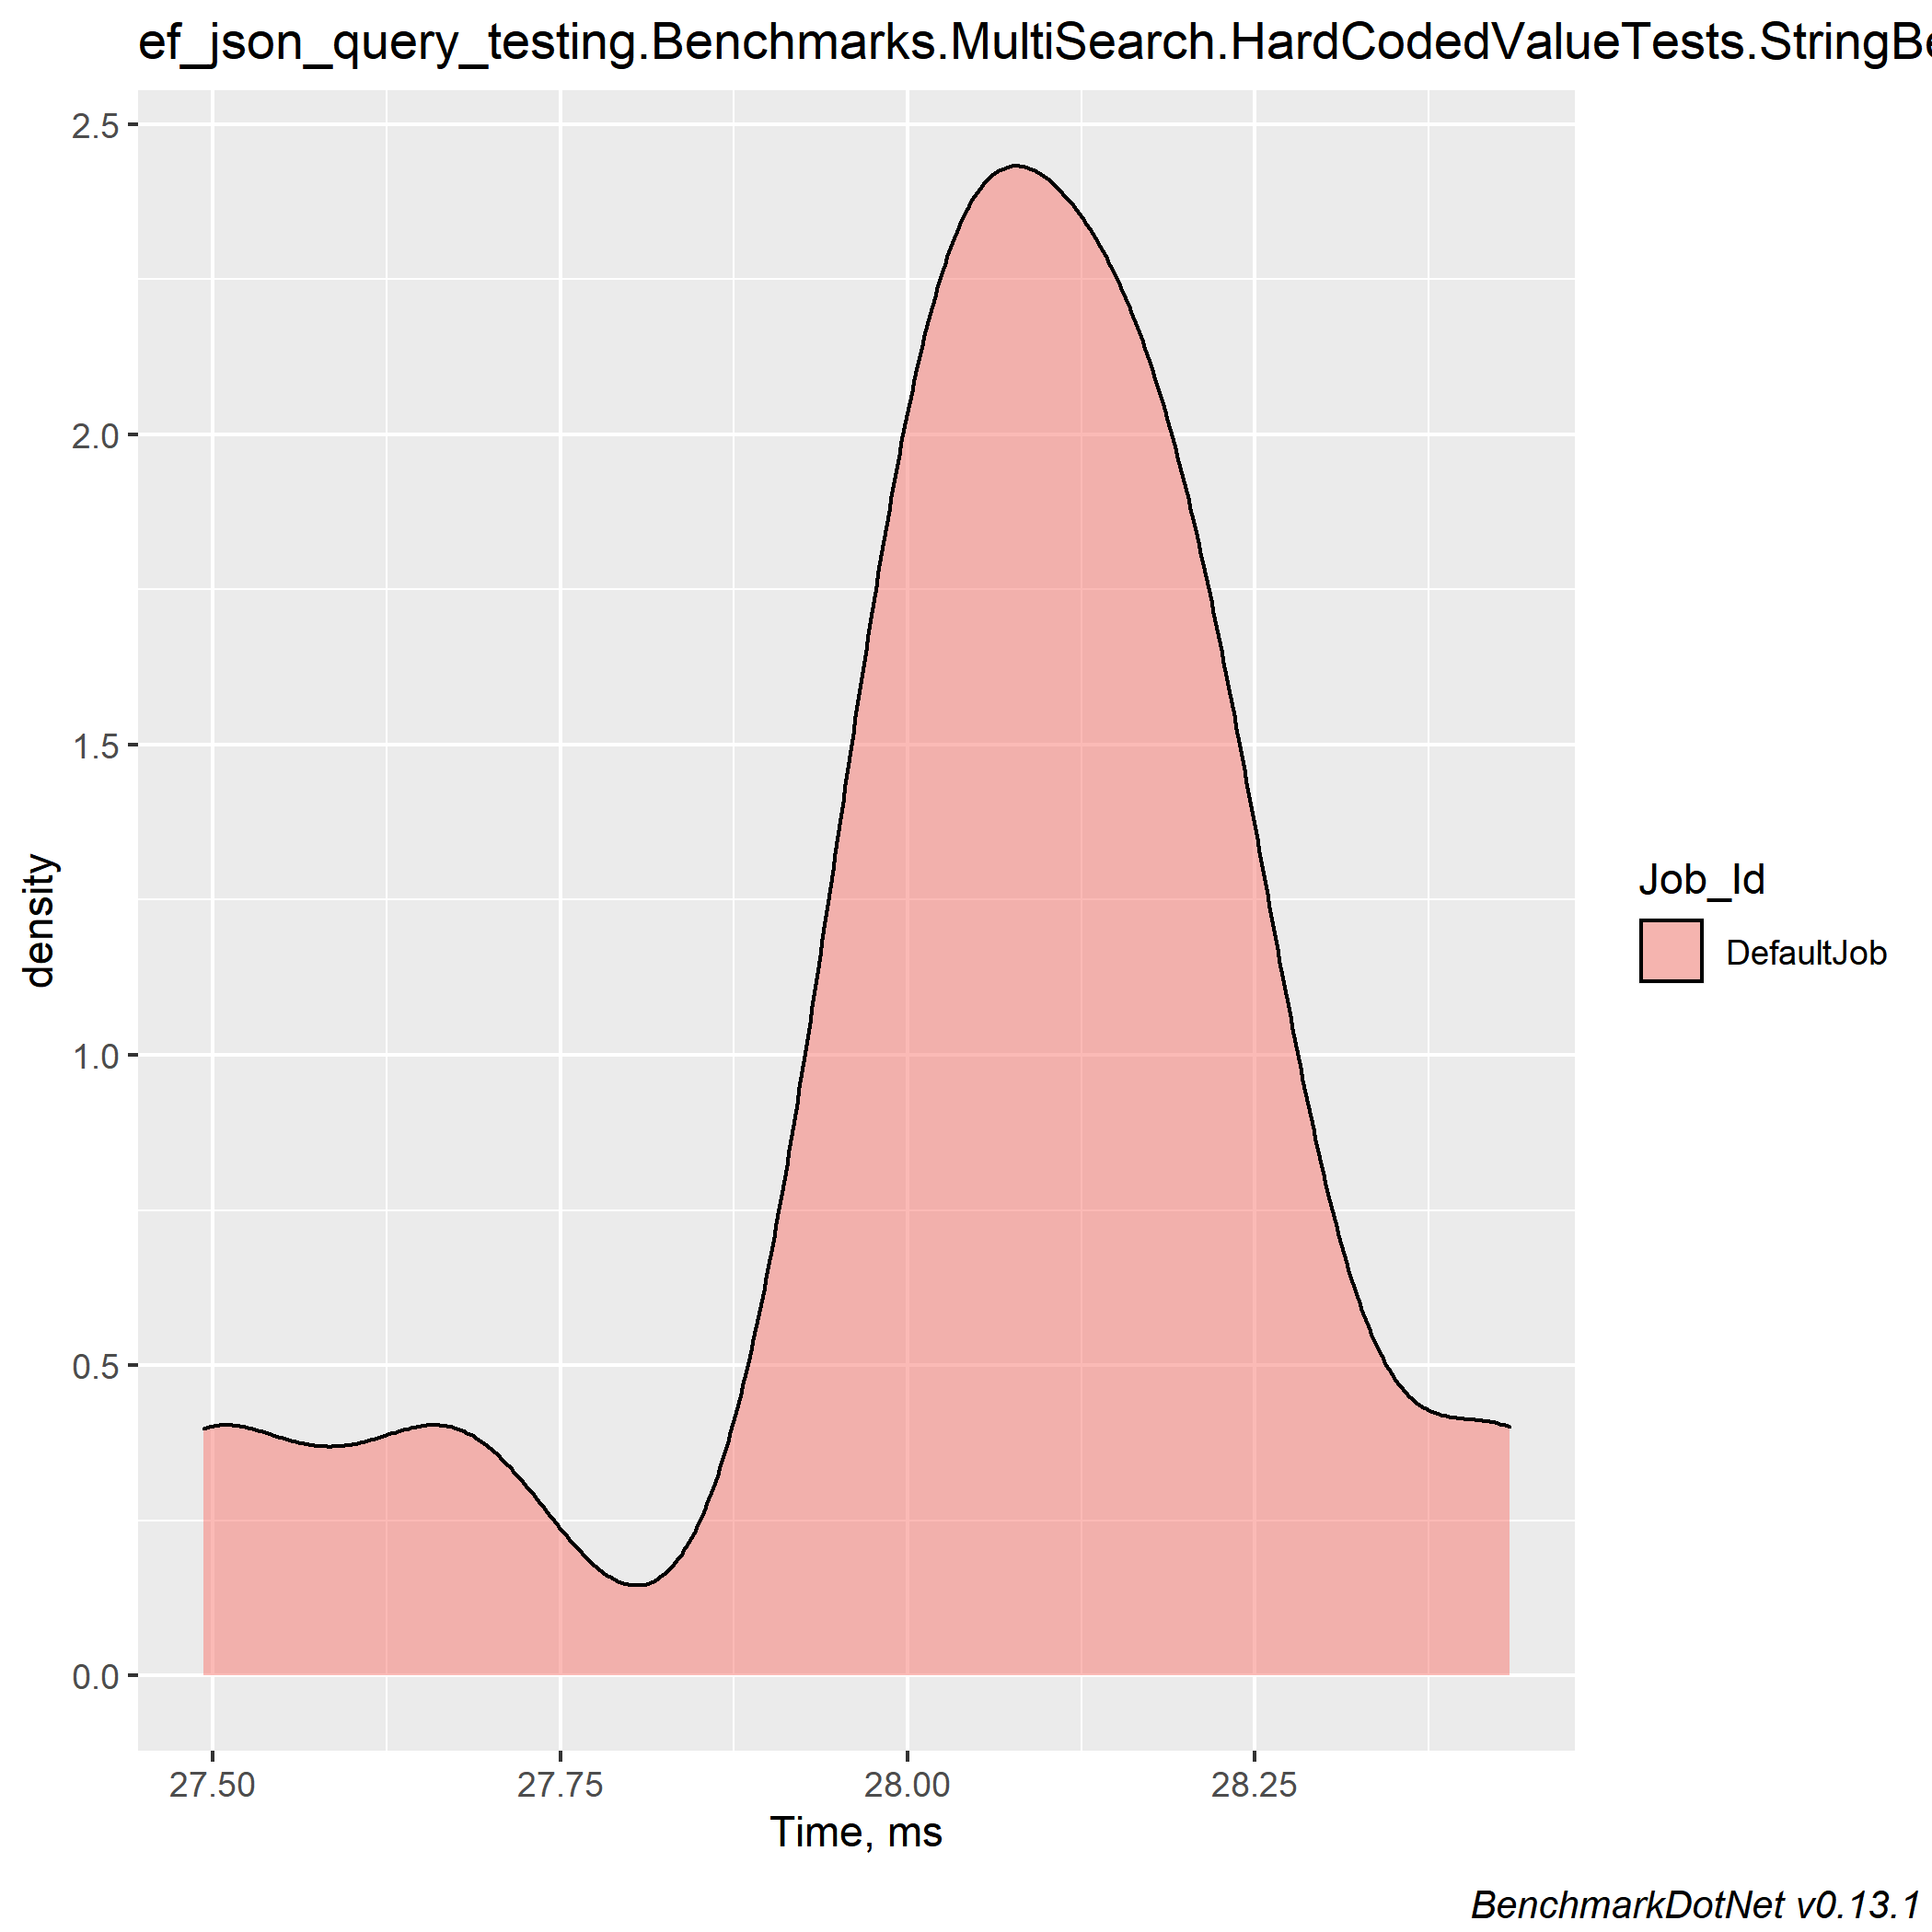 ef_json_query_testing.Benchmarks.MultiSearch.HardCodedValueTests.StringBe
2.5
2.0
1.5
1.0
0.5
0.0
density
27.50 27.75 28.00 28.25
Time, ms
Job_Id
DefaultJob
BenchmarkDotNet v0.13.1